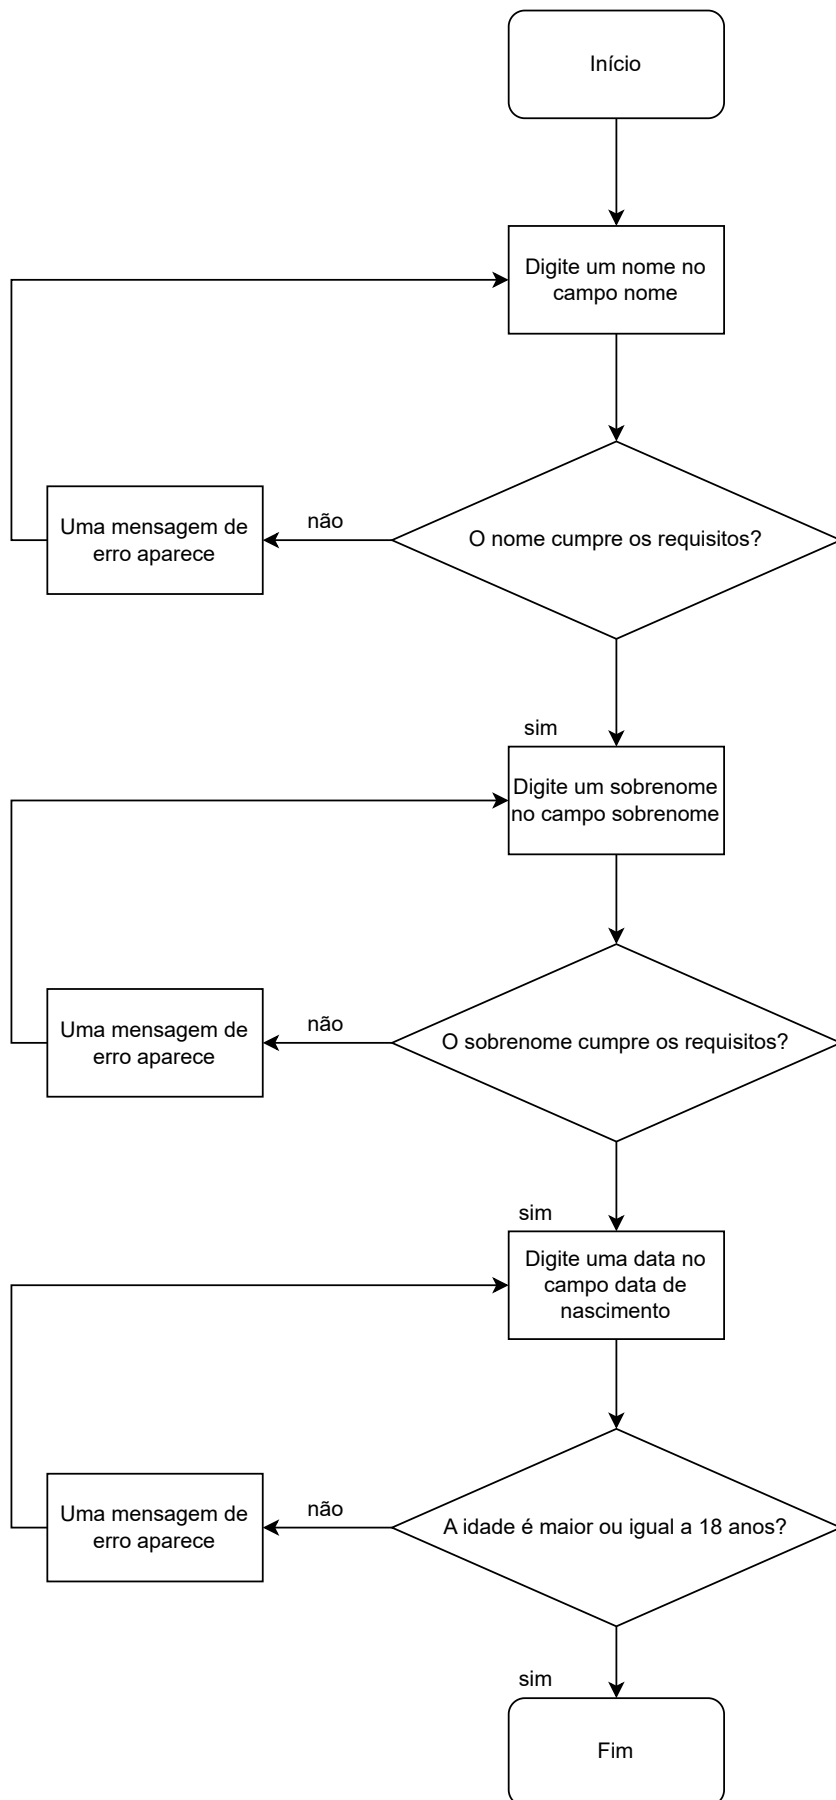 Início
Digite um nome no
campo nome
O nome cumpre os requisitos?
não
Uma mensagem de
erro aparece
sim
Digite um sobrenome
no campo sobrenome
O sobrenome cumpre os requisitos?
não
Uma mensagem de
erro aparece
sim
Digite uma data no
campo data de
nascimento
A idade é maior ou igual a 18 anos?
não
Uma mensagem de
erro aparece
sim
Fim